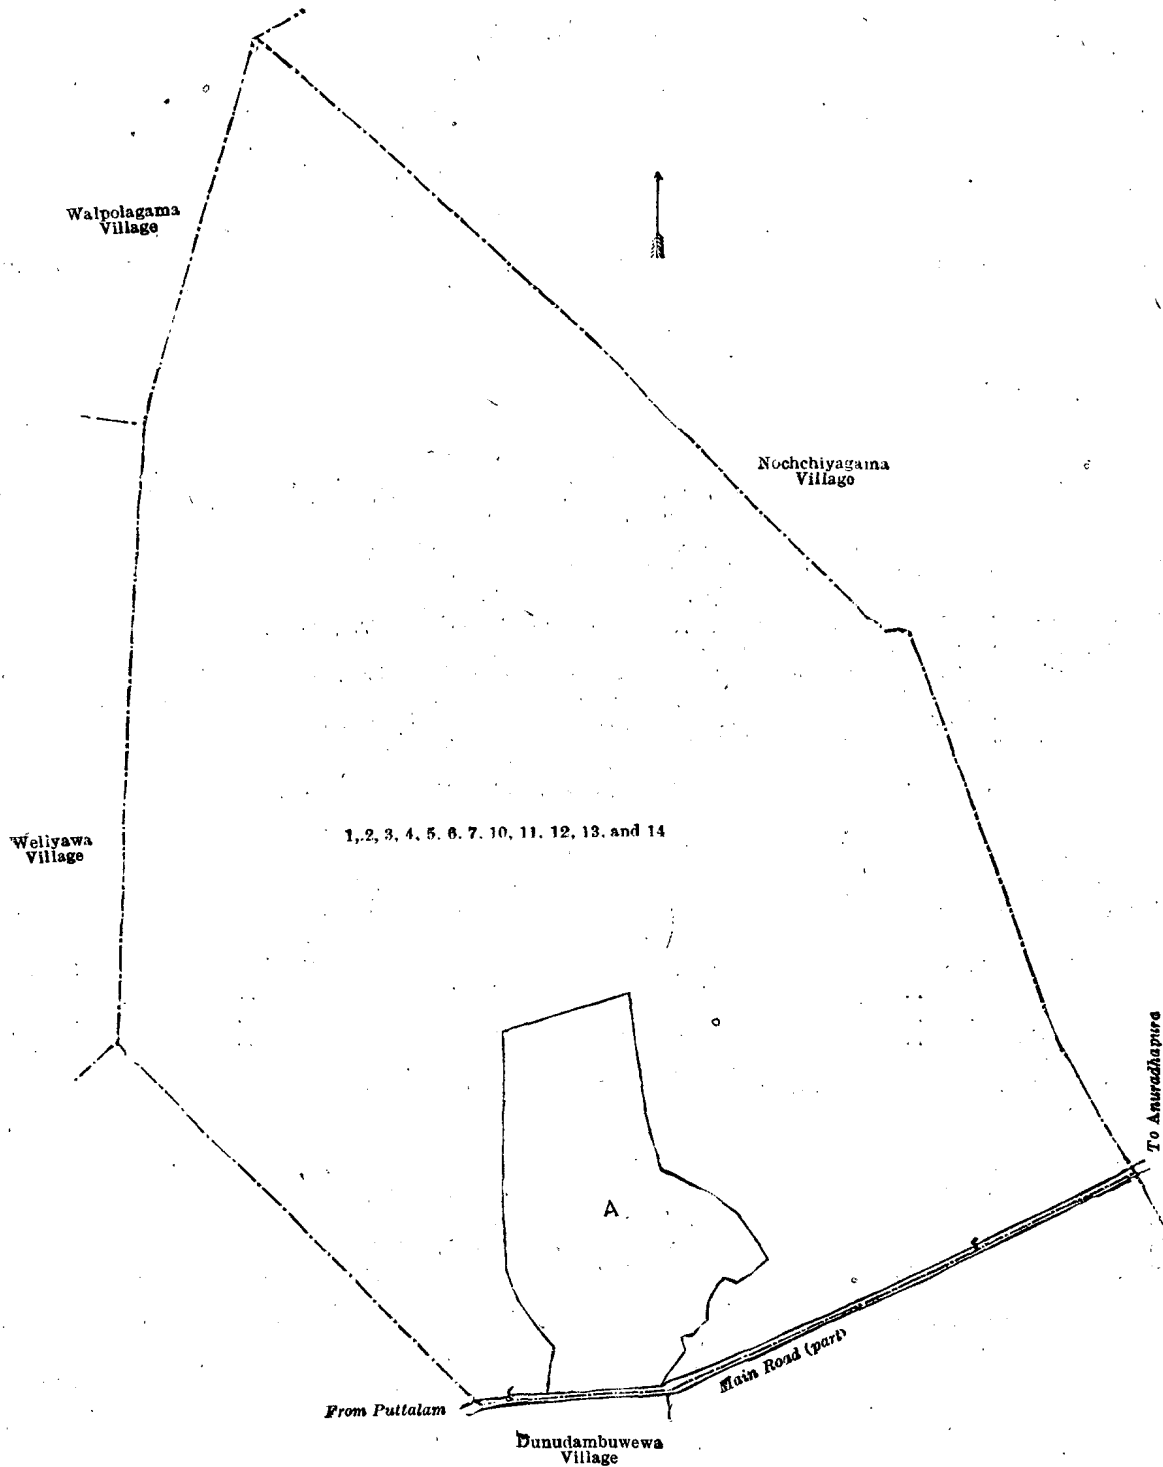 Walpolagama
Village
Nochchiyagama
Village
Weliyawa
Village
1, 2, 3, 4, 5. 6. 7. 10, 11. 12, 13. and 14
To Anuradhapura
A
Main Road (part)
From Puttalam
Dunudambuwewa
Village